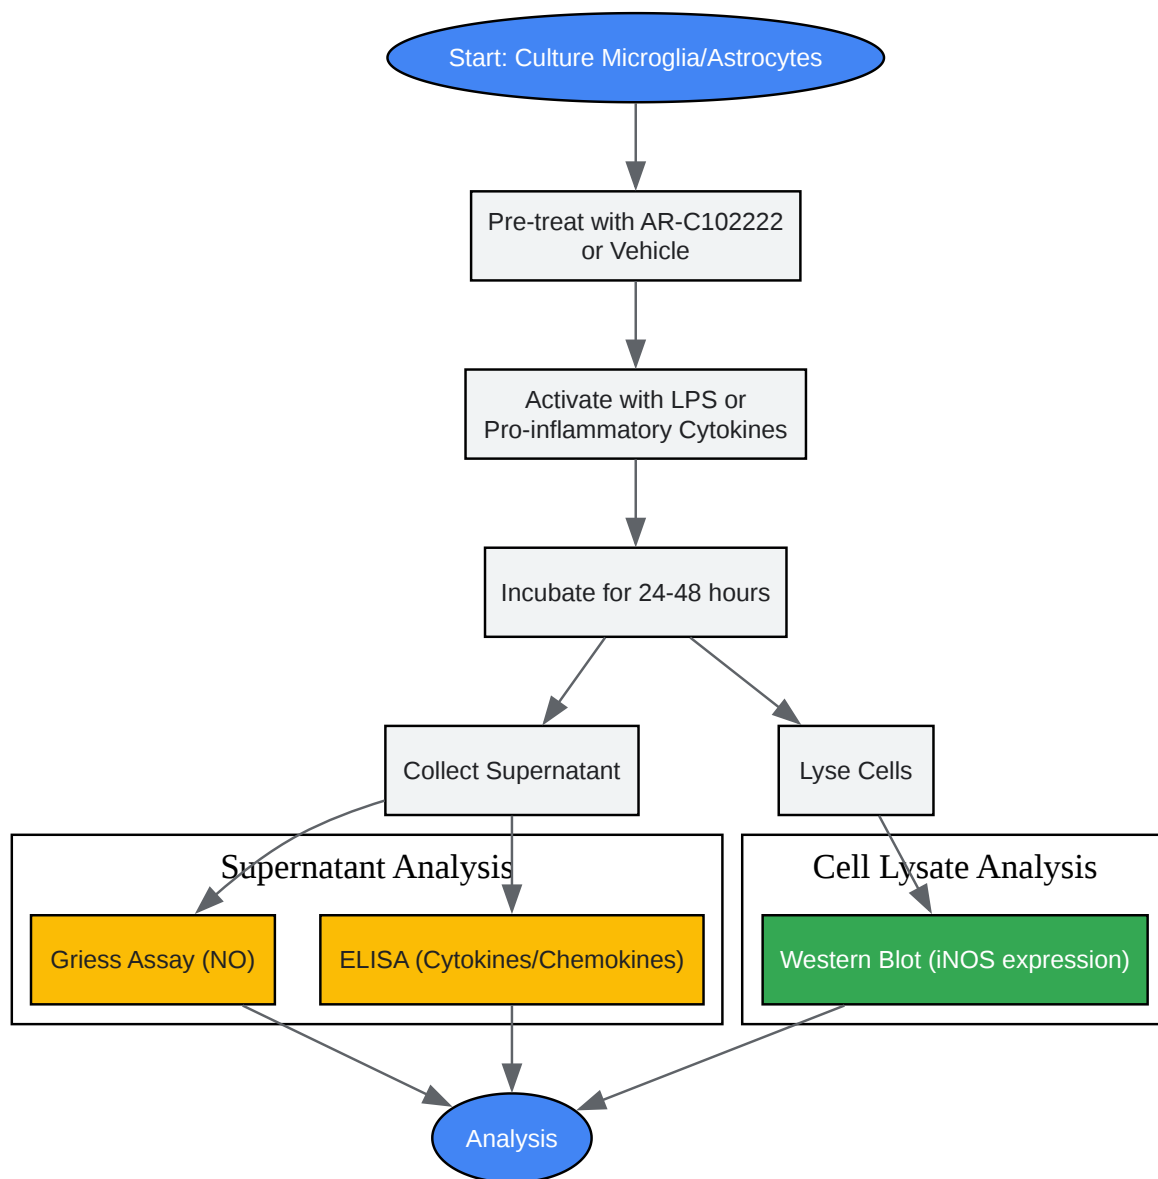 Start: Culture Microglia/Astrocytes
Pre-treat with AR-C102222
or Vehicle
Activate with LPS or
Pro-inflammatory Cytokines
Incubate for 24-48 hours
Collect Supernatant
Lyse Cells
Supernatant Analysis
Cell Lysate Analysis
Griess Assay (NO)
ELISA (Cytokines/Chemokines)
Western Blot (iNOS expression)
Analysis